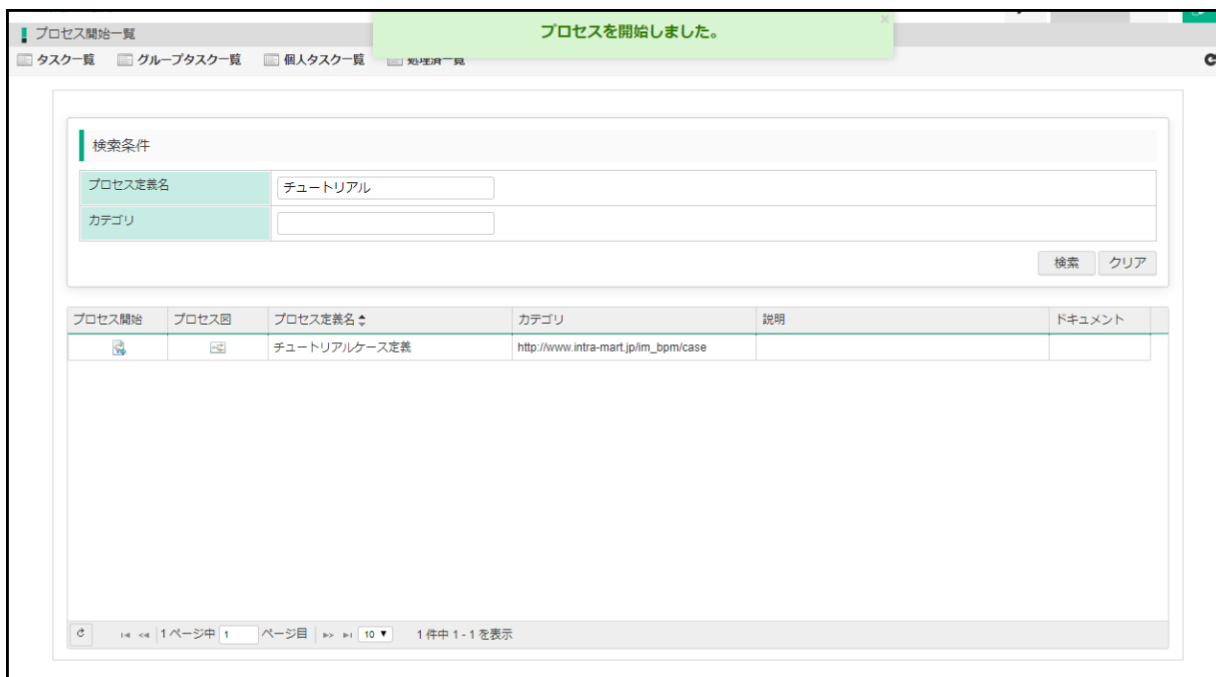 プロセスを開始しました。
プロセス開始一覧
タスク一覧 グループタスク一覧 個人タスク一覧 処理済一覧
検索条件
プロセス定義名 チュートリアル
カテゴリ
検索 クリア
プロセス開始 プロセス図 プロセス定義名 カテゴリ 説明 ドキュメント
チュートリアルケース定義 http://www.intra-mart.jp/im_bpm/case
1 ページ中 1 ページ目 10 1 件中 1 - 1 を表示